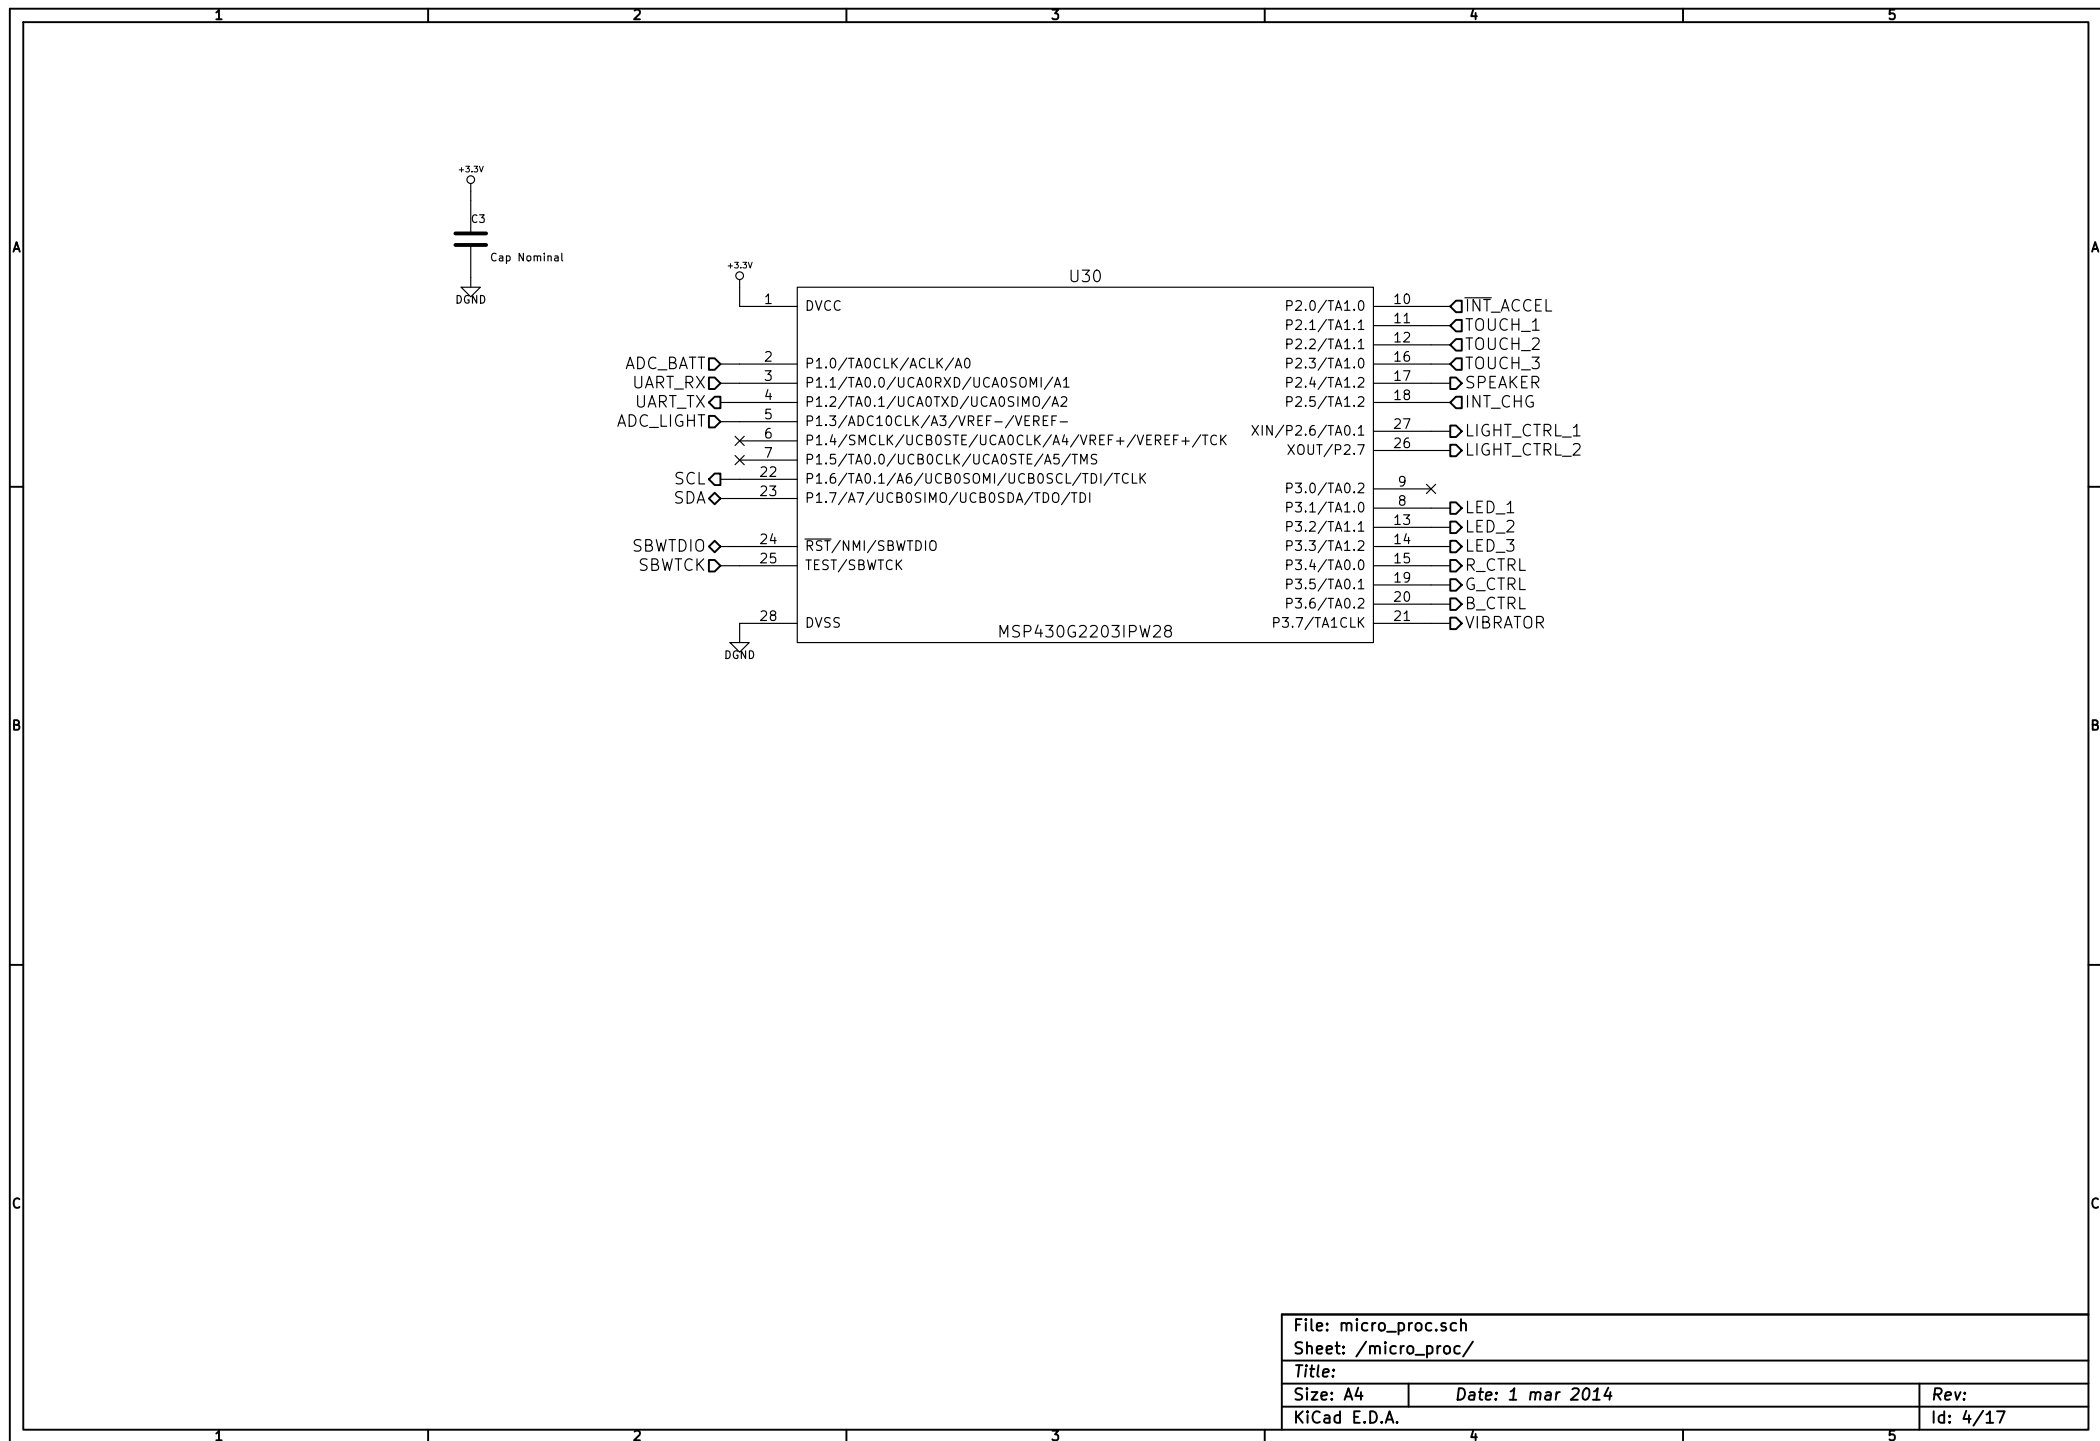 1 2 3 4 5
+3.3V
C3
A A
Cap Nominal
DGND
+3.3V
U30
1 DVCC
P2.0/TA1.0 10 INT_ACCEL
P2.1/TA1.1 11 TOUCH_1
P2.2/TA1.1 12 TOUCH_2
ADC_BATT 2 P1.0/TA0CLK/ACLK/A0 P2.3/TA1.0 16 TOUCH_3
UART_RX 3 P1.1/TA0.0/UCA0RXD/UCA0SOMI/A1 P2.4/TA1.2 17 SPEAKER
UART_TX 4 P1.2/TA0.1/UCA0TXD/UCA0SIMO/A2 P2.5/TA1.2 18 INT_CHG
ADC_LIGHT 5 P1.3/ADC10CLK/A3/VREF-/VEREF-
XIN/P2.6/TA0.1 27 LIGHT_CTRL_1
6 P1.4/SMCLK/UCB0STE/UCA0CLK/A4/VREF+/VEREF+/TCK
XOUT/P2.7 26 LIGHT_CTRL_2
7 P1.5/TA0.0/UCB0CLK/UCA0STE/A5/TMS
SCL 22 P1.6/TA0.1/A6/UCB0SOMI/UCB0SCL/TDI/TCLK
P3.0/TA0.2 9
SDA 23 P1.7/A7/UCB0SIMO/UCB0SDA/TDO/TDI
P3.1/TA1.0 8 LED_1
P3.2/TA1.1 13 LED_2
SBWTDIO 24 RST/NMI/SBWTDIO P3.3/TA1.2 14 LED_3
SBWTCK 25 TEST/SBWTCK P3.4/TA0.0 15 R_CTRL
P3.5/TA0.1 19 G_CTRL
P3.6/TA0.2 20 B_CTRL
28 DVSS P3.7/TA1CLK 21 VIBRATOR
MSP430G2203IPW28
DGND
B B
C C
File: micro_proc.sch
Sheet: /micro_proc/
Title:
Size: A4 Date: 1 mar 2014 Rev:
KiCad E.D.A. Id: 4/17
1 2 3 4 5